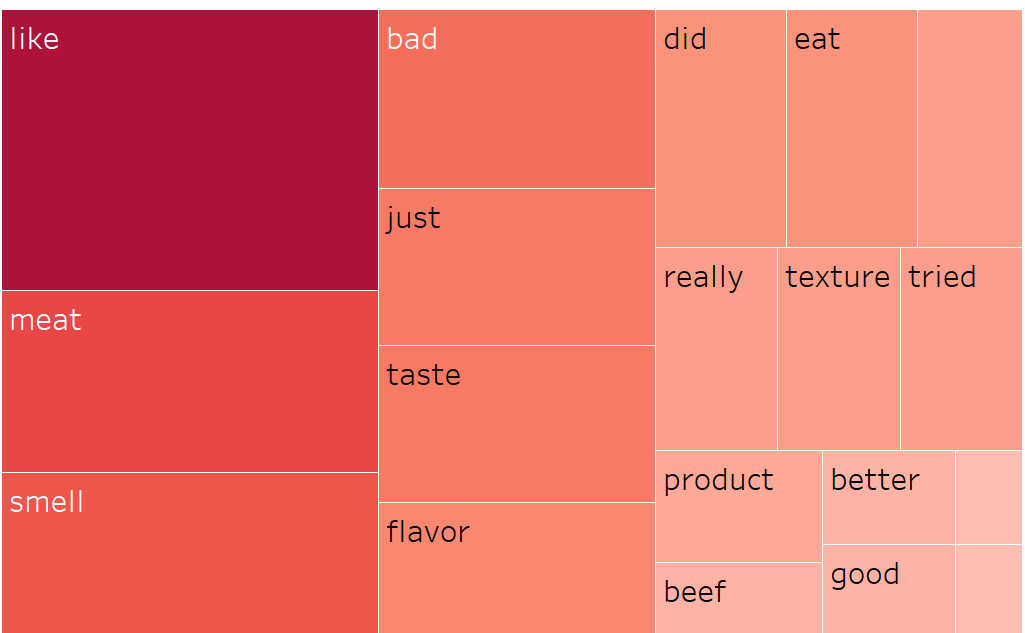 like
meat
smell
bad
just
taste
flavor
did
eat
really
texture
tried
product
beef
better
good